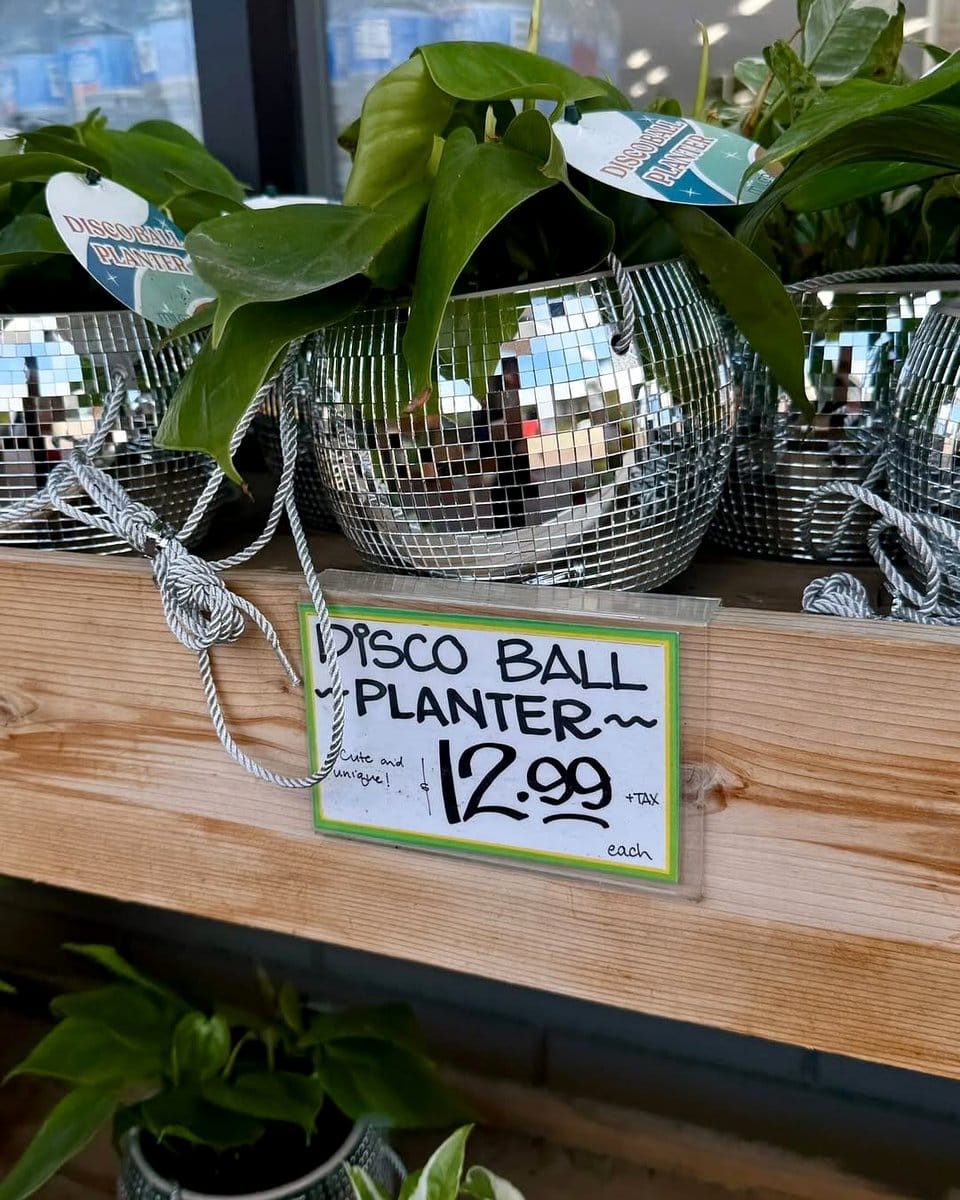 DISCO BALL
PLANTER
DISCO BALL
PLANTER
DISCO BALL
~PLANTER~
Cute and
unique!
$12.99
+TAX
each